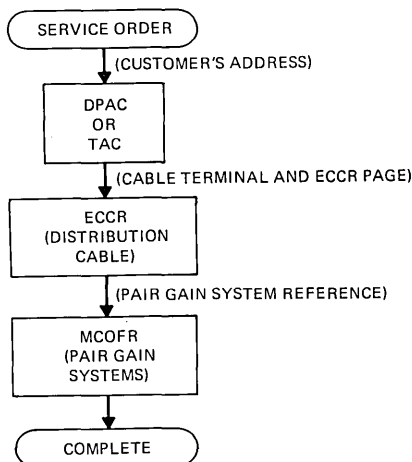 SERVICE ORDER
(CUSTOMER'S ADDRESS)
DPAC
OR
TAC
(CABLE TERMINAL AND ECCR PAGE)
ECCR
(DISTRIBUTION
CABLE)
(PAIR GAIN SYSTEM REFERENCE)
MCOFR
(PAIR GAIN
SYSTEMS)
COMPLETE